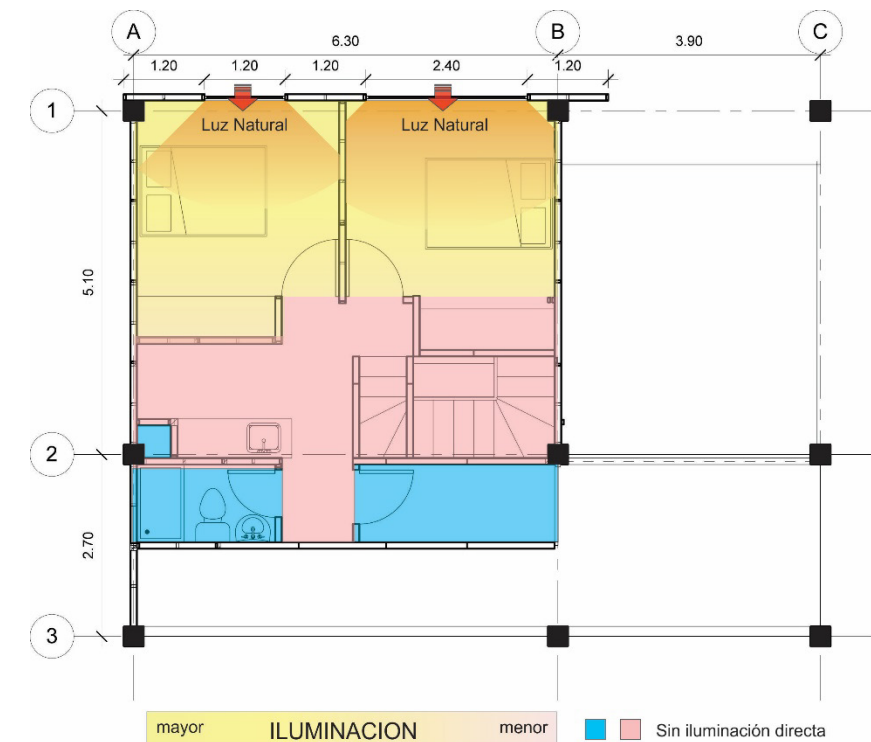 A B C
6.30 3.90
1.20 1.20 1.20 2.40 1.20
1
Luz Natural Luz Natural
5.10
2
2.70
3
mayor ILUMINACION menor Sin iluminación directa